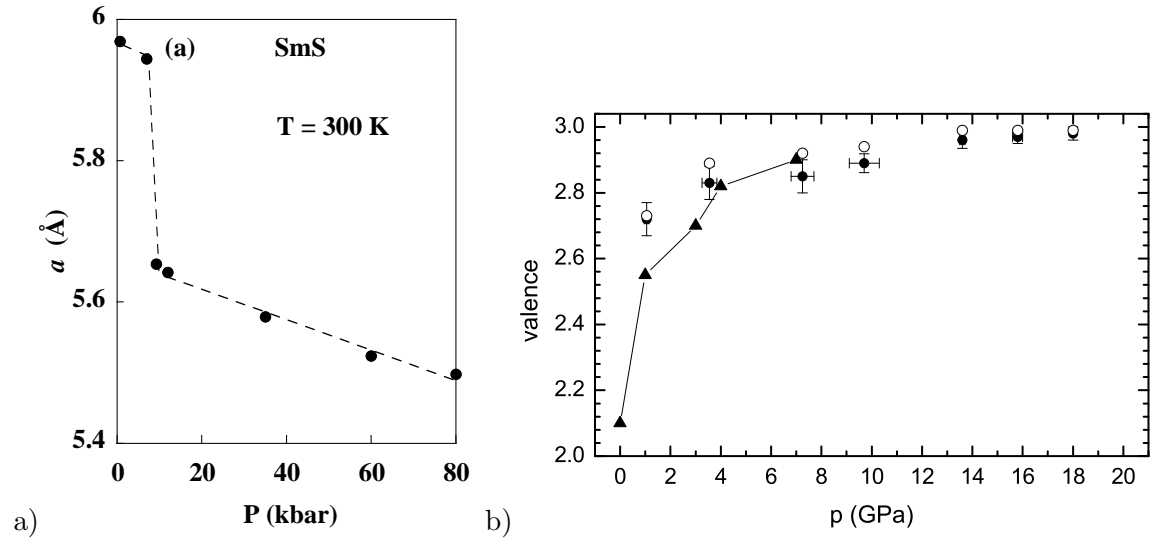 6
(a) SmS
T = 300 K
5.8
a (Å)
5.6
5.4
0 20 40 60 80
P (kbar)
a)
3.0
2.8
2.6
valence
2.4
2.2
2.0
0 2 4 6 8 10 12 14 16 18 20
p (GPa)
b)